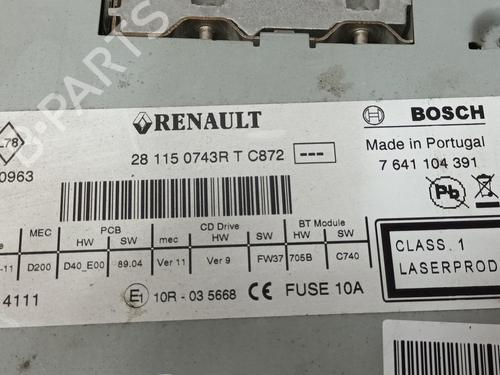 B-PARTS
RENAULT
BOSCH
L78
28 115 0743R T C872 ---
Made in Portugal
0963
7 641 104 391
Pb
MEC PCB CD Drive BT Module
HW SW mec HW SW HW SW
-11 D200 D40_E00 89.04 Ver 11 Ver 9 FW37 705B C740
CLASS. 1
LASERPROD
4111
E1 10R - 03 5668 CE FUSE 10A